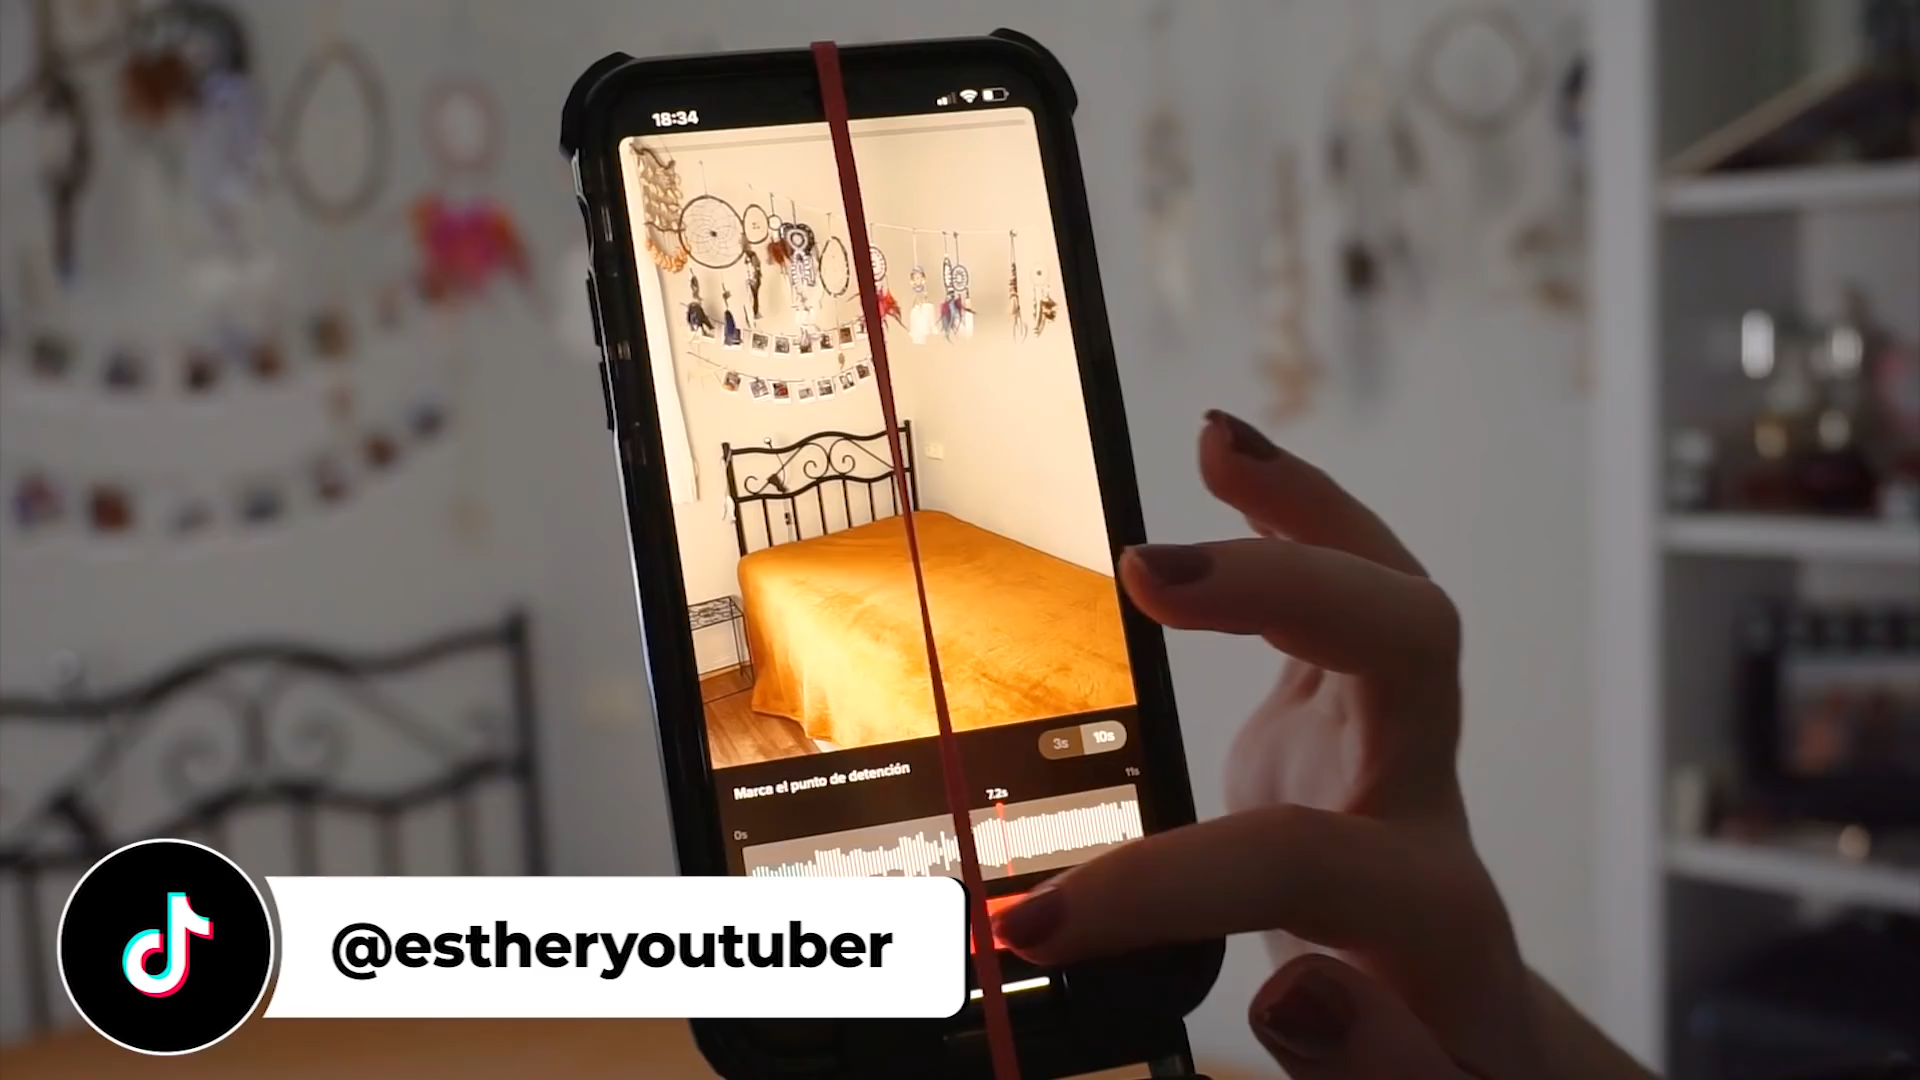 18:34
3s 10s
Marca el punto de detención
11s
7.2s
0s
@estheryoutuber